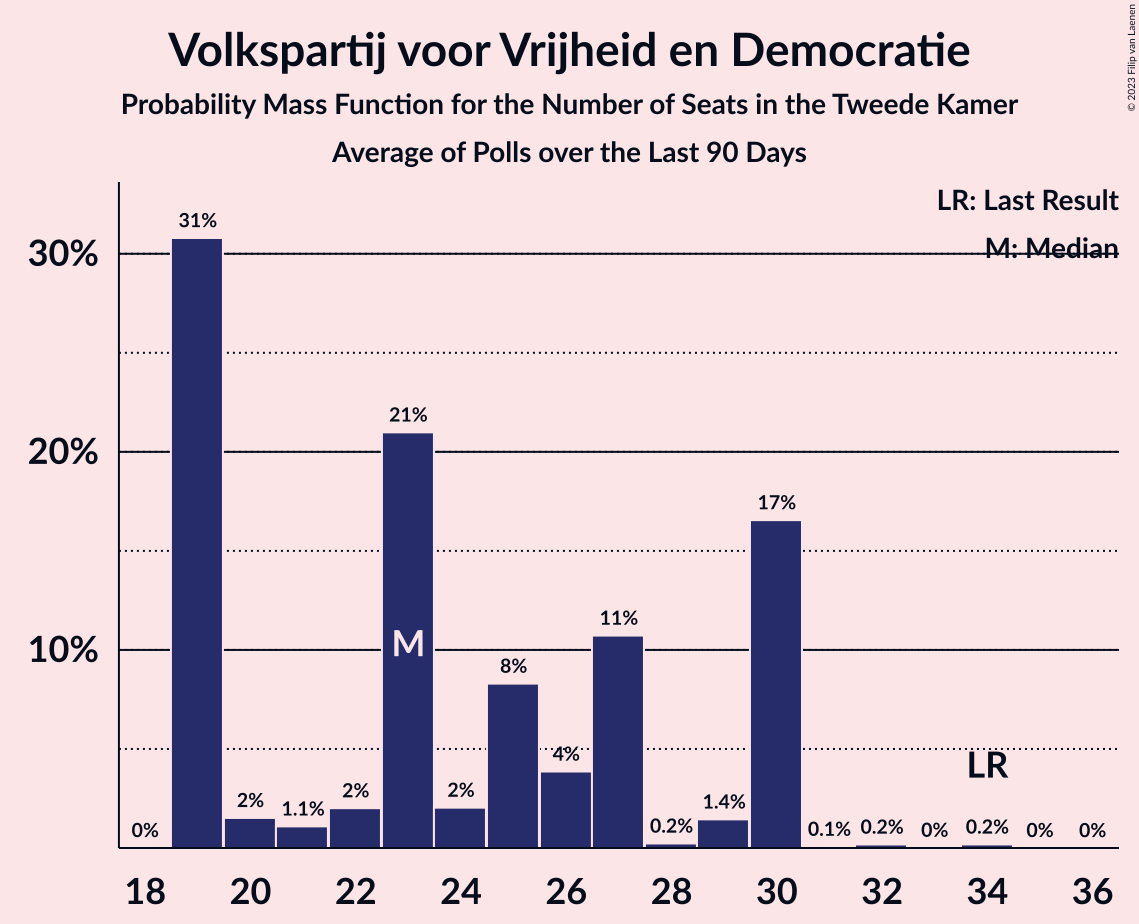 Volkspartij voor Vrijheid en Democratie
Probability Mass Function for the Number of Seats in the Tweede Kamer
Average of Polls over the Last 90 Days
© 2023 Filip van Laenen
LR: Last Result
M: Median
30%
20%
10%
0%
31%
2%
1.1%
2%
21%
M
2%
8%
4%
11%
0.2%
1.4%
17%
0.1%
0.2%
0%
LR
0.2%
0%
0%
18 20 22 24 26 28 30 32 34 36